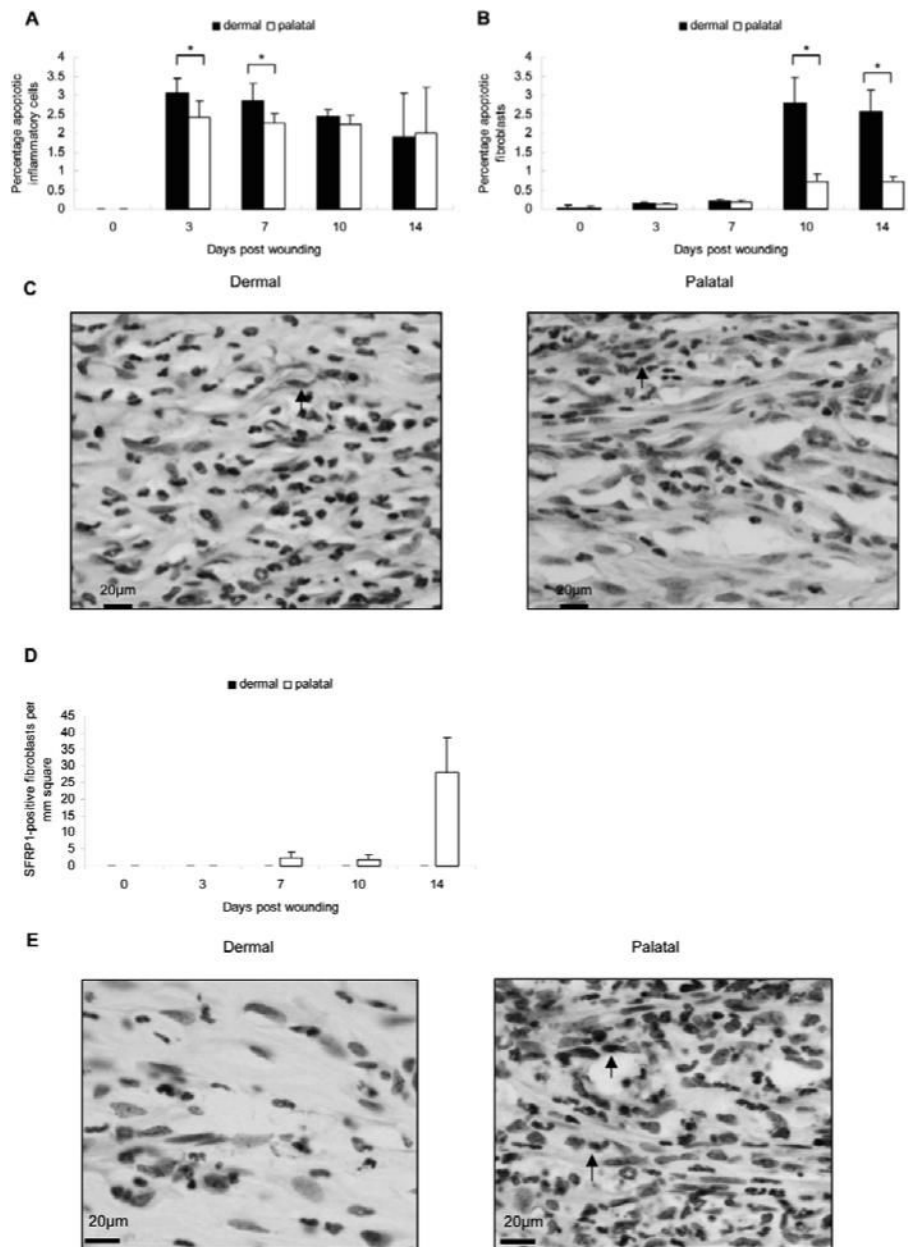 A
dermal palatal
Percentage apoptotic
inflammatory cells
4
3.5
3
2.5
2
1.5
1
0.5
0
* *
0 3 7 10 14
Days post wounding
B
dermal palatal
Percentage apoptotic
fibroblasts
4
3.5
3
2.5
2
1.5
1
0.5
0
* *
0 3 7 10 14
Days post wounding
C
Dermal
Palatal
20µm
20µm
D
dermal palatal
SFRP1-positive fibroblasts per
mm square
45
40
35
30
25
20
15
10
5
0
0 3 7 10 14
Days post wounding
E
Dermal
Palatal
20µm
20µm